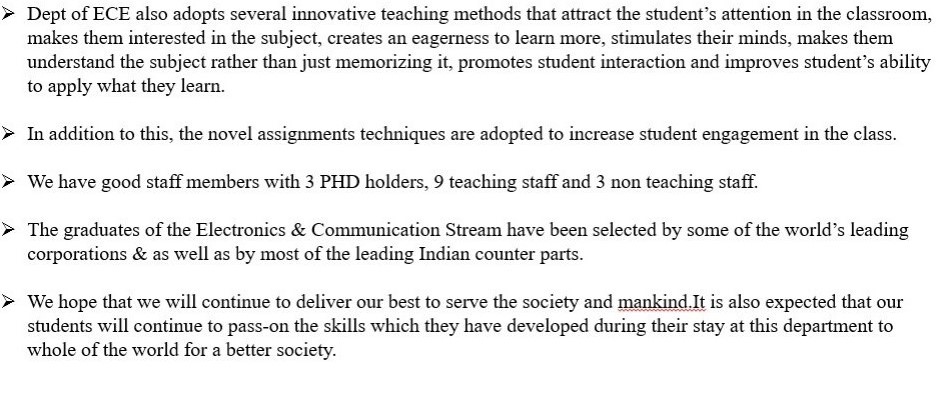 ➢ Dept of ECE also adopts several innovative teaching methods that attract the student's attention in the classroom,
makes them interested in the subject, creates an eagerness to learn more, stimulates their minds, makes them
understand the subject rather than just memorizing it, promotes student interaction and improves student's ability
to apply what they learn.
➢ In addition to this, the novel assignments techniques are adopted to increase student engagement in the class.
➢ We have good staff members with 3 PHD holders, 9 teaching staff and 3 non teaching staff.
➢ The graduates of the Electronics & Communication Stream have been selected by some of the world's leading
corporations & as well as by most of the leading Indian counter parts.
➢ We hope that we will continue to deliver our best to serve the society and mankind.It is also expected that our
students will continue to pass-on the skills which they have developed during their stay at this department to
whole of the world for a better society.